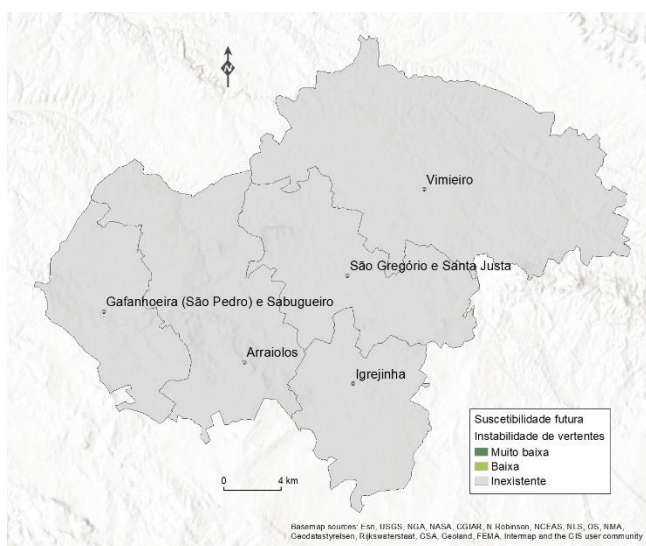 N
Vimieiro
São Gregório e Santa Justa
Gafanhoeira (São Pedro) e Sabugueiro
Arraiolos
Igrejinha
Suscetibilidade futura
Instabilidade de vertentes
Muito baixa
Baixa
Inexistente
0 4 km
Basemap sources: Esri, USGS, NGA, NASA, CGIAR, N Robinson, NCEAS, NLS, OS, NMA,
Geodatastyrelsen, Rijkswaterstaat, GSA, Geoland, FEMA, Intermap and the GIS user community